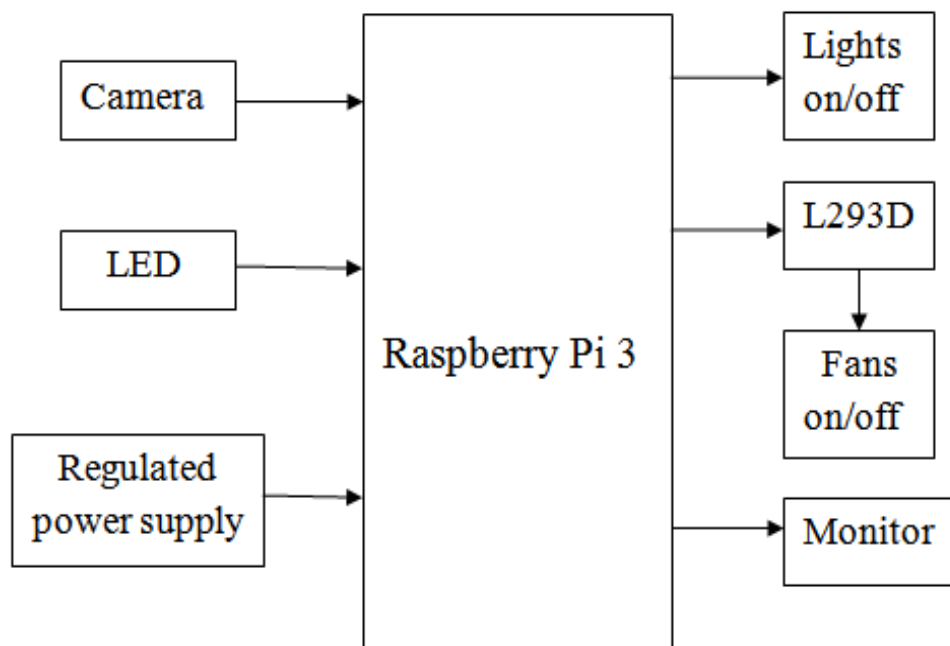 Camera
LED
Regulated
power supply
Raspberry Pi 3
Lights
on/off
L293D
Fans
on/off
Monitor